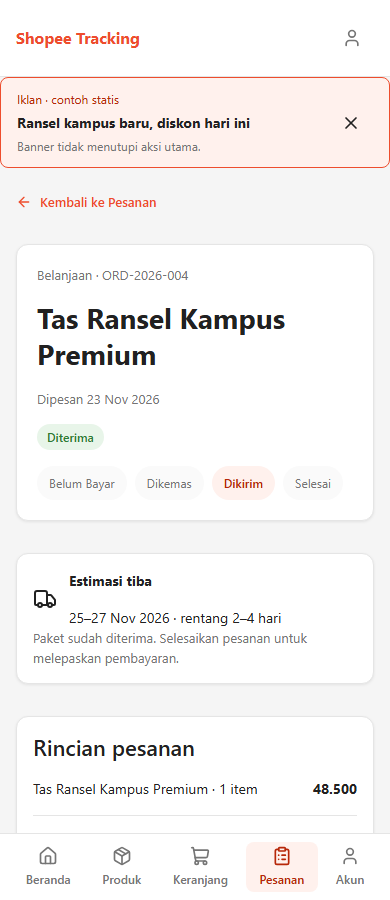 Shopee Tracking
Iklan · contoh statis
Ransel kampus baru, diskon hari ini
Banner tidak menutupi aksi utama.
Kembali ke Pesanan
Belanjaan · ORD-2026-004
Tas Ransel Kampus
Premium
Dipesan 23 Nov 2026
Diterima
Belum Bayar Dikemas Dikirim Selesai
Estimasi tiba
25–27 Nov 2026 · rentang 2–4 hari
Paket sudah diterima. Selesaikan pesanan untuk
melepaskan pembayaran.
Rincian pesanan
Tas Ransel Kampus Premium · 1 item 48.500
Beranda Produk Keranjang Pesanan Akun